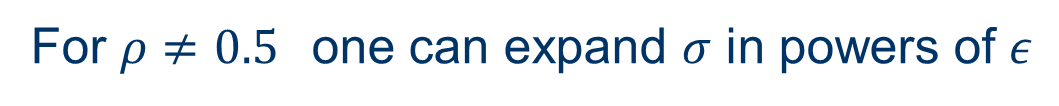 For ρ ≠ 0.5 one can expand σ in powers of ϵ